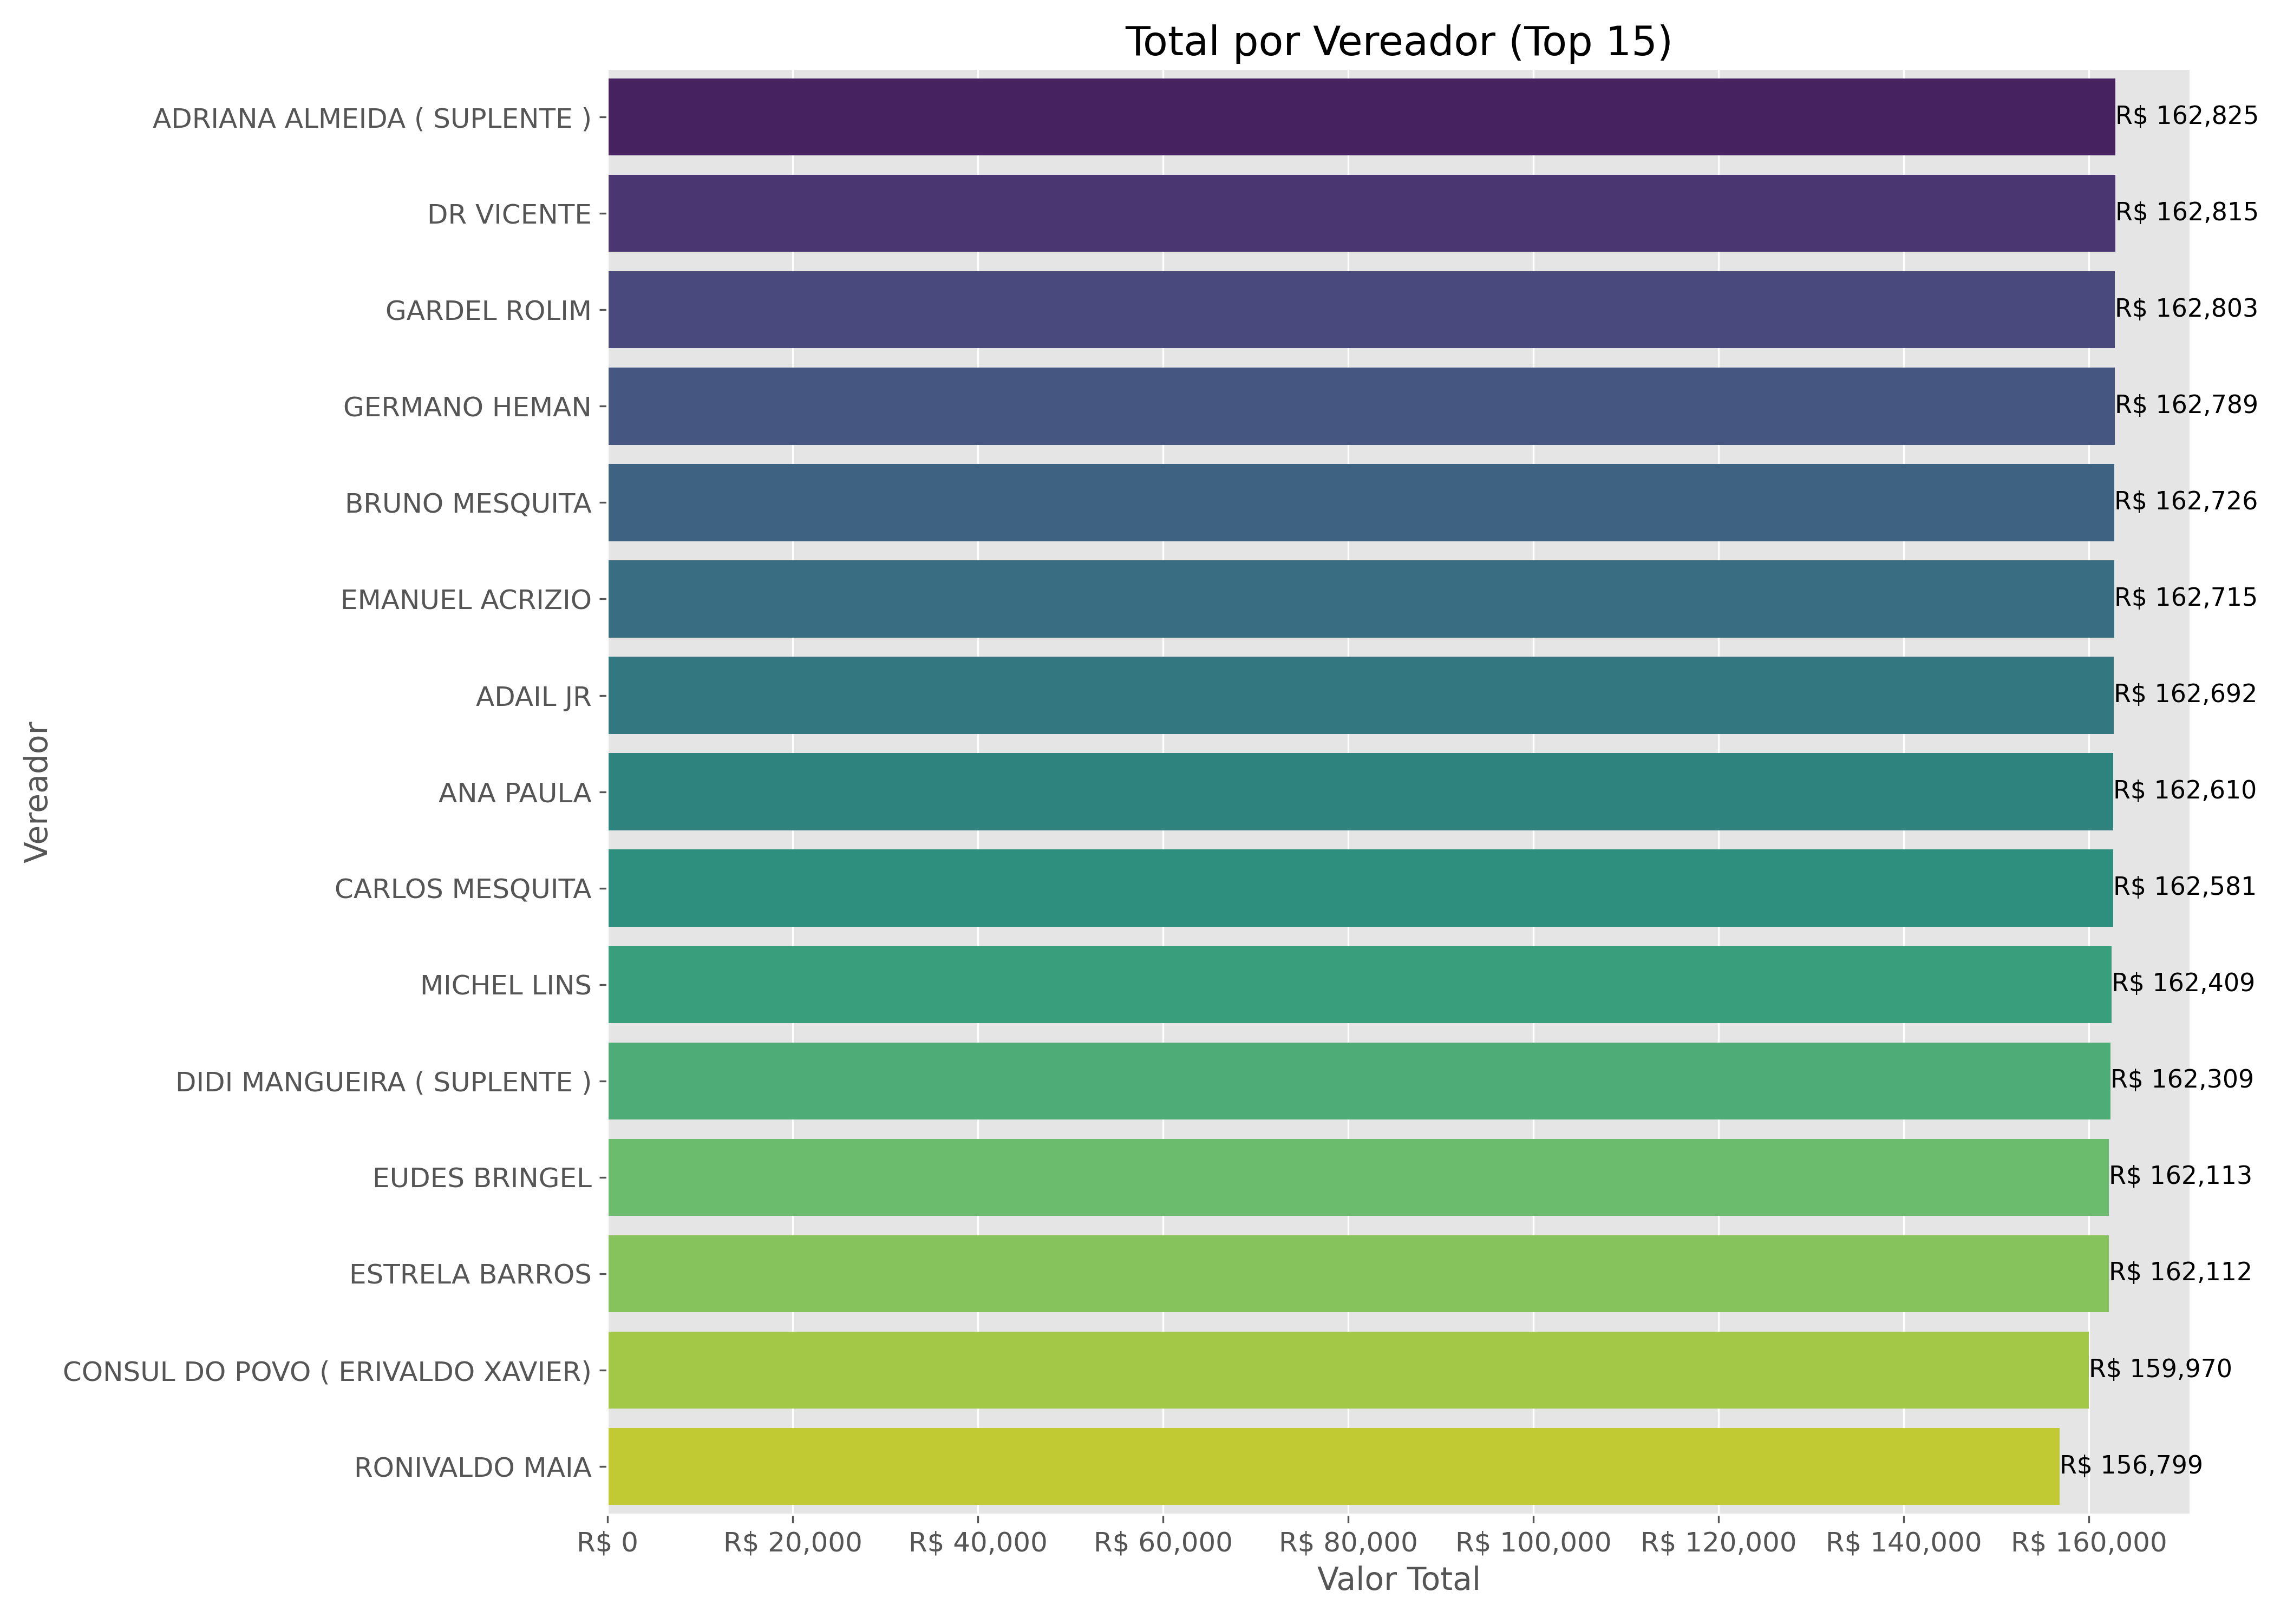 Total por Vereador (Top 15)
Vereador
ADRIANA ALMEIDA ( SUPLENTE ) R$ 162,825
DR VICENTE R$ 162,815
GARDEL ROLIM R$ 162,803
GERMANO HEMAN R$ 162,789
BRUNO MESQUITA R$ 162,726
EMANUEL ACRIZIO R$ 162,715
ADAIL JR R$ 162,692
ANA PAULA R$ 162,610
CARLOS MESQUITA R$ 162,581
MICHEL LINS R$ 162,409
DIDI MANGUEIRA ( SUPLENTE ) R$ 162,309
EUDES BRINGEL R$ 162,113
ESTRELA BARROS R$ 162,112
CONSUL DO POVO ( ERIVALDO XAVIER) R$ 159,970
RONIVALDO MAIA R$ 156,799
R$ 0 R$ 20,000 R$ 40,000 R$ 60,000 R$ 80,000 R$ 100,000 R$ 120,000 R$ 140,000 R$ 160,000
Valor Total